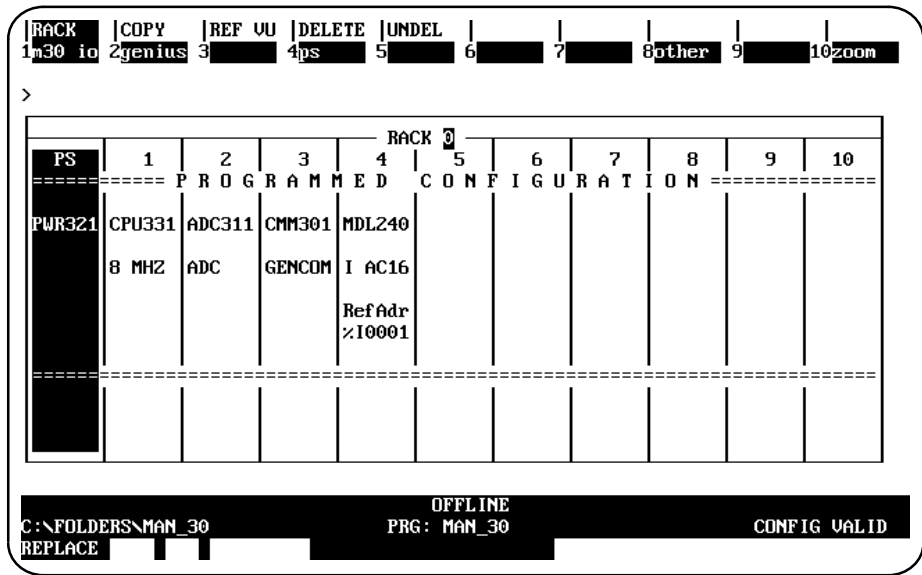 RACK |COPY |REF VU |DELETE |UNDEL | | | | |
1m30 io 2genius 3 4ps 5 6 7 8other 9 10zoom
>
RACK 0
PS | 1 | 2 | 3 | 4 | 5 | 6 | 7 | 8 | 9 | 10
====== ====== P R O G R A M M E D C O N F I G U R A T I O N ============
PWR321 CPU331 ADC311 CMM301 MDL240
8 MHZ ADC GENCOM I AC16
RefAdr
%I0001
OFFLINE
C:\FOLDERS\MAN_30 PRG: MAN_30 CONFIG VALID
REPLACE